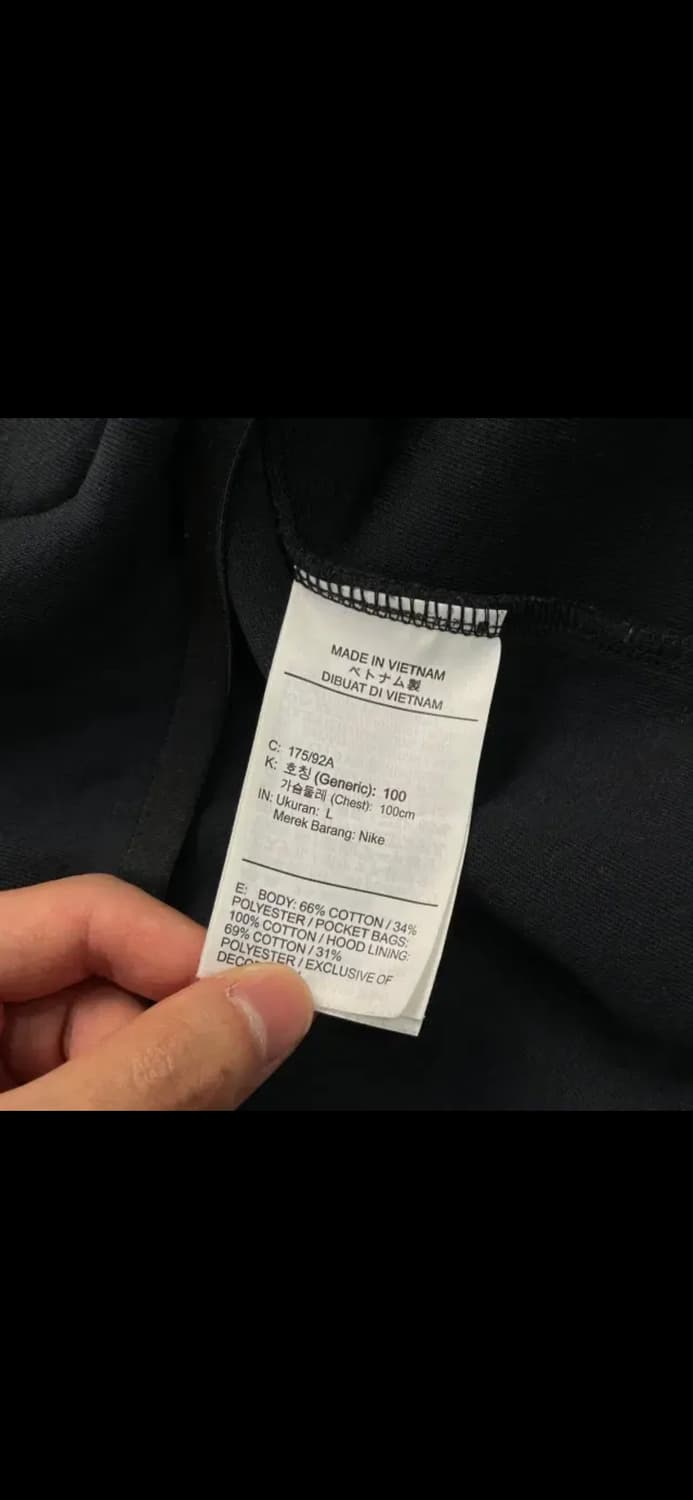 MADE IN VIETNAM
ベトナム製
DIBUAT DI VIETNAM
C: 175/92A
K: 호칭 (Generic): 100
가슴둘레 (Chest): 100cm
IN: Ukuran: L
Merek Barang: Nike
E: BODY: 66% COTTON / 34%
POLYESTER / POCKET BAGS:
100% COTTON / HOOD LINING:
69% COTTON / 31%
POLYESTER / EXCLUSIVE OF